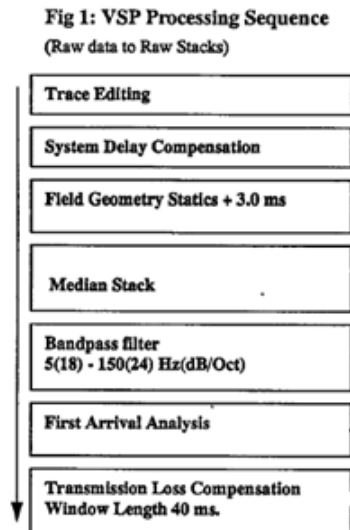 Fig 1: VSP Processing Sequence
(Raw data to Raw Stacks)
Trace Editing
System Delay Compensation
Field Geometry Statics + 3.0 ms
Median Stack
Bandpass filter
5(18) - 150(24) Hz(dB/Oct)
First Arrival Analysis
Transmission Loss Compensation
Window Length 40 ms.